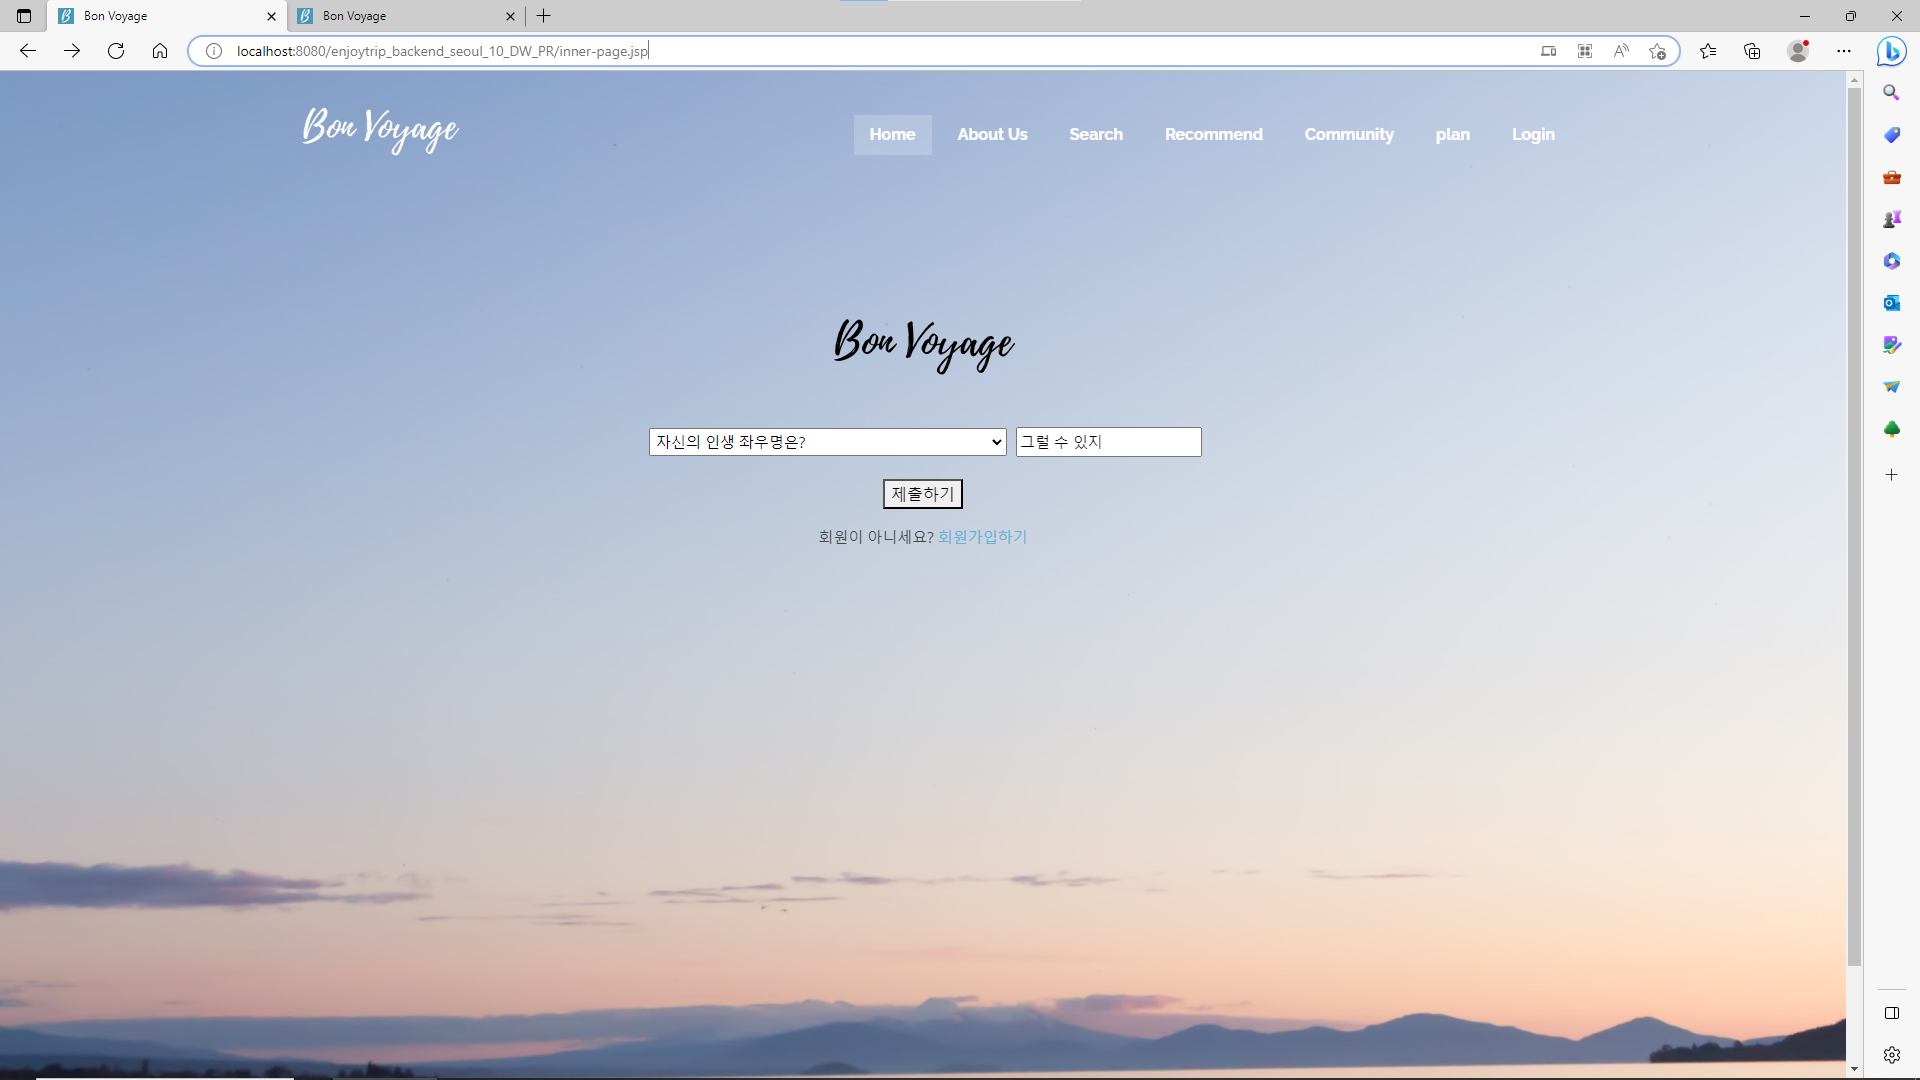 Bon Voyage
Bon Voyage
localhost:8080/enjoytrip_backend_seoul_10_DW_PR/inner-page.jsp
Bon Voyage
Home
About Us
Search
Recommend
Community
plan
Login
Bon Voyage
자신의 인생 좌우명은?
그럴 수 있지
제출하기
회원이 아니세요? 회원가입하기